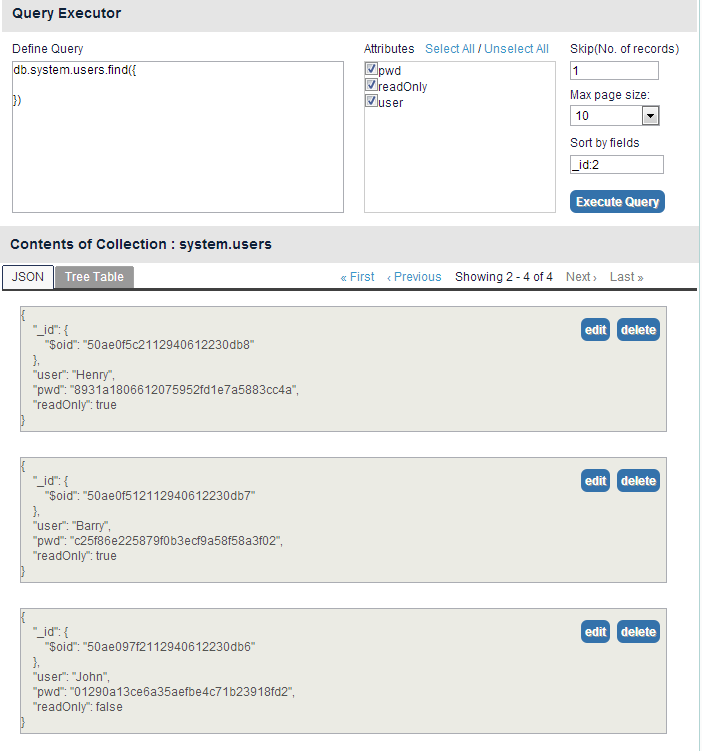 Query Executor
Define Query
db.system.users.find({
})
Attributes Select All / Unselect All
pwd
readOnly
user
Skip(No. of records)
1
Max page size:
10
Sort by fields
_id:2
Execute Query
Contents of Collection : system.users
JSON Tree Table « First ‹ Previous Showing 2 - 4 of 4 Next › Last »
{
"_id": {
"$oid": "50ae0f5c2112940612230db8"
},
"user": "Henry",
"pwd": "8931a1806612075952fd1e7a5883cc4a",
"readOnly": true
}
edit delete
{
"_id": {
"$oid": "50ae0f512112940612230db7"
},
"user": "Barry",
"pwd": "c25f86e225879f0b3ecf9a58f58a3f02",
"readOnly": true
}
edit delete
{
"_id": {
"$oid": "50ae097f2112940612230db6"
},
"user": "John",
"pwd": "01290a13ce6a35aefbe4c71b23918fd2",
"readOnly": false
}
edit delete